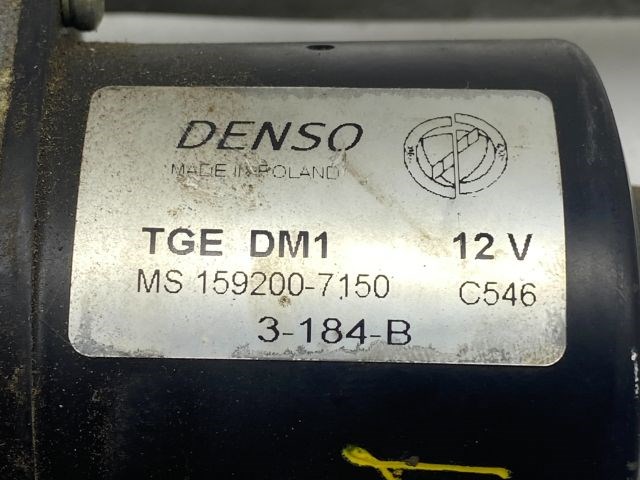 DENSO
MADE IN POLAND
TGE DM1 12 V
MS 159200-7150 C546
3-184-B